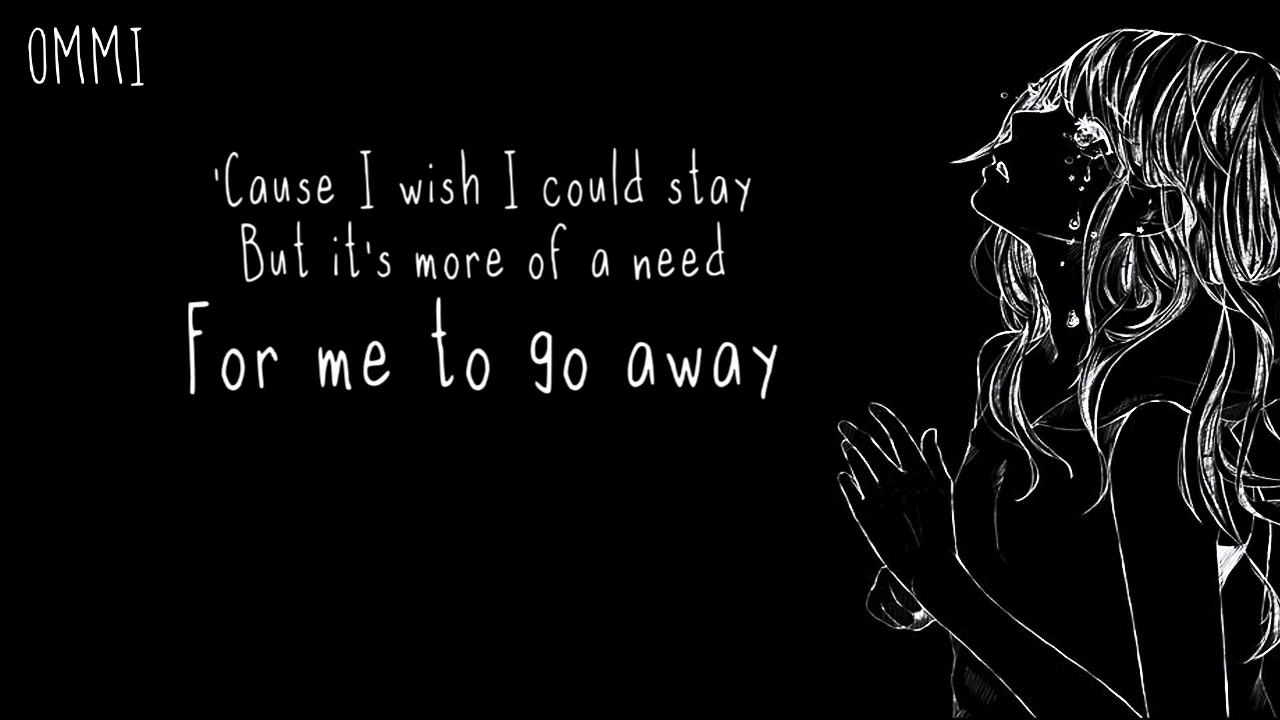 OMMI
'Cause I wish I could stay
But it's more of a need
For me to go away